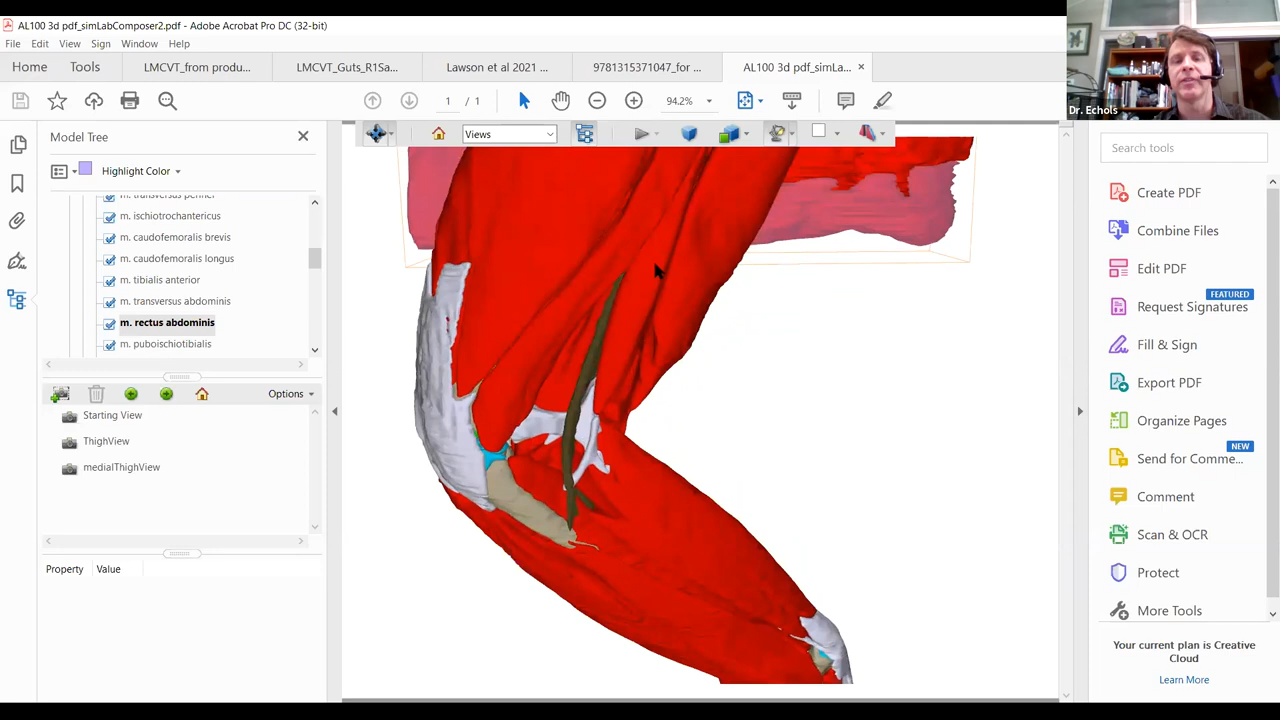 AL100 3d pdf_simLabComposer2.pdf - Adobe Acrobat Pro DC (32-bit)
File Edit View Sign Window Help
Dr. Echols
Home Tools LMCVT_from produ... LMCVT_Guts_R1Sa... Lawson et al 2021 ... 9781315371047_for ... AL100 3d pdf_simLa... ×
1 / 1 94.2%
Model Tree
Views
Highlight Color
m. transversus perinei
m. ischiotrochantericus
m. caudofemoralis brevis
m. caudofemoralis longus
m. tibialis anterior
m. transversus abdominis
m. rectus abdominis
m. puboischiotibialis
Options
Starting View
ThighView
medialThighView
Property Value
Search tools
Create PDF
Combine Files
Edit PDF
FEATURED
Request Signatures
Fill & Sign
Export PDF
Organize Pages
NEW
Send for Comme...
Comment
Scan & OCR
Protect
More Tools
Your current plan is Creative
Cloud
Learn More